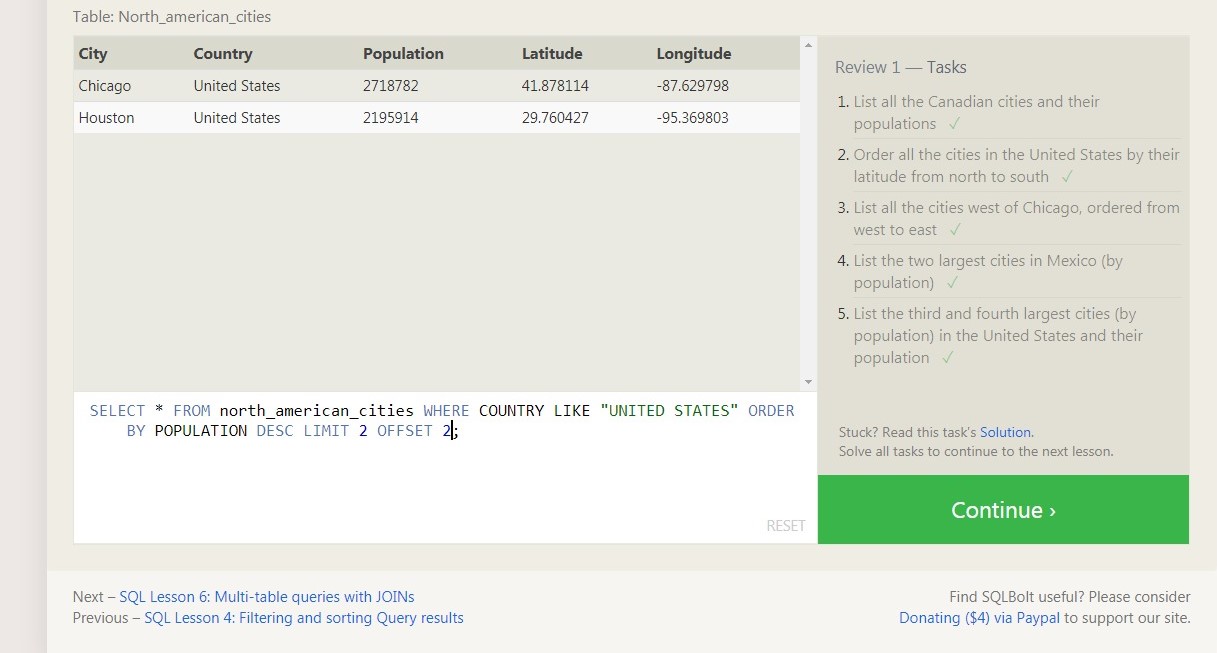 Table: North_american_cities
City Country Population Latitude Longitude
Chicago United States 2718782 41.878114 -87.629798
Houston United States 2195914 29.760427 -95.369803
SELECT * FROM north_american_cities WHERE COUNTRY LIKE "UNITED STATES" ORDER
BY POPULATION DESC LIMIT 2 OFFSET 2;
RESET
Review 1 — Tasks
1. List all the Canadian cities and their
populations ✓
2. Order all the cities in the United States by their
latitude from north to south ✓
3. List all the cities west of Chicago, ordered from
west to east ✓
4. List the two largest cities in Mexico (by
population) ✓
5. List the third and fourth largest cities (by
population) in the United States and their
population ✓
Stuck? Read this task's Solution.
Solve all tasks to continue to the next lesson.
Continue ›
Next – SQL Lesson 6: Multi-table queries with JOINs
Previous – SQL Lesson 4: Filtering and sorting Query results
Find SQLBolt useful? Please consider
Donating ($4) via Paypal to support our site.